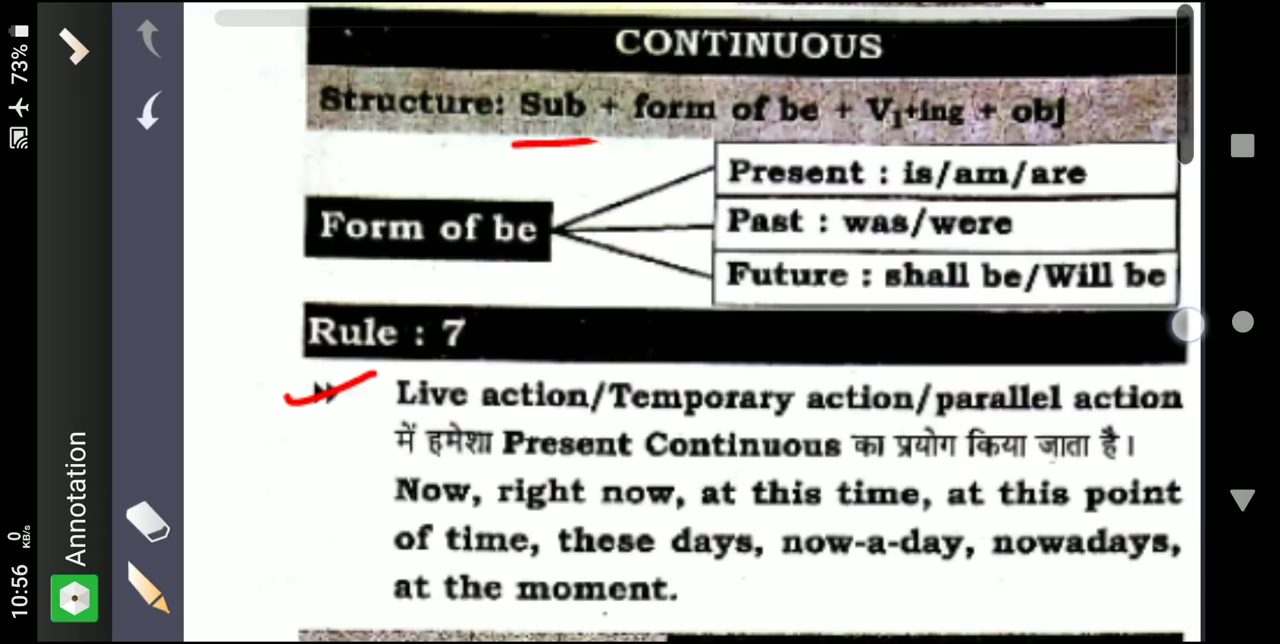 CONTINUOUS
Structure: Sub + form of be + V1+ing + obj
Form of be
Present : is/am/are
Past : was/were
Future : shall be/Will be
Rule : 7
Live action/Temporary action/parallel action
में हमेशा Present Continuous का प्रयोग किया जाता है।
Now, right now, at this time, at this point
of time, these days, now-a-day, nowadays,
at the moment.
10:56 0 KB/s 73%
Annotation